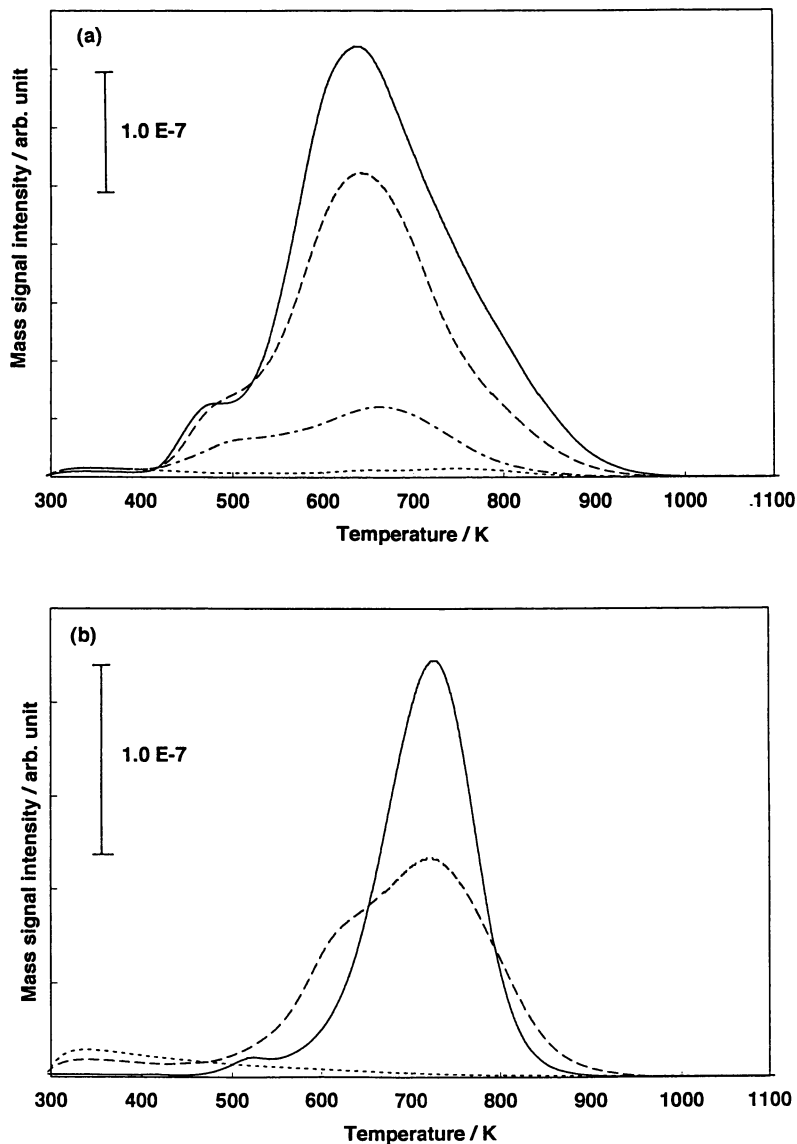 (a)
1.0 E-7
Mass signal intensity / arb. unit
300 400 500 600 700 800 900 1000 .1100
Temperature / K
(b)
1.0 E-7
Mass signal intensity / arb. unit
300 400 500 600 700 800 900 1000 1100
Temperature / K